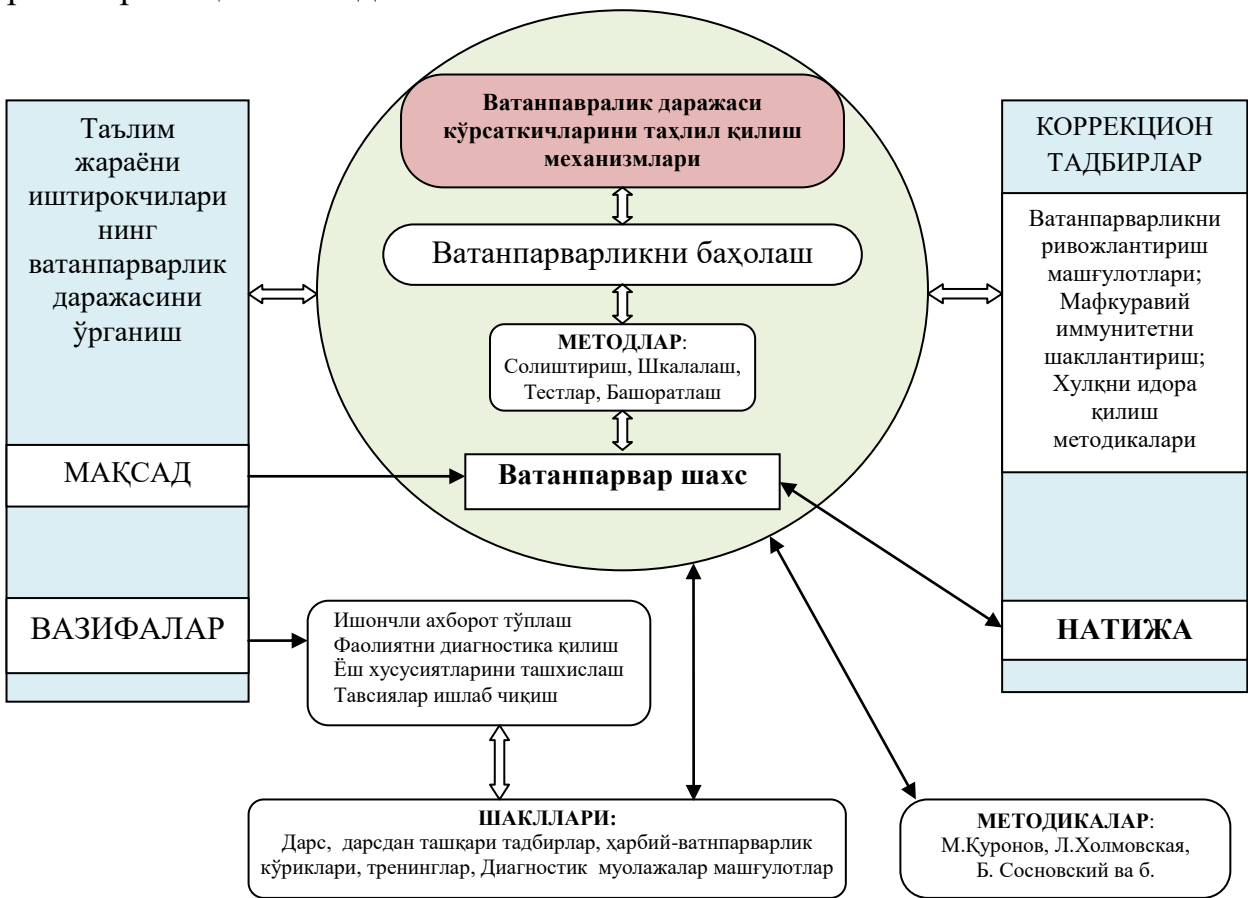 Таълим
жараёни
иштирокчилари
нинг
ватанпарварлик
даражасини
ўрганиш
МАҚСАД
ВАЗИФАЛАР
Ватанпавралик даражаси
кўрсаткичларини таҳлил қилиш
механизмлари
Ватанпарварликни баҳолаш
МЕТОДЛАР:
Солиштириш, Шкалалаш,
Тестлар, Башоратлаш
Ватанпарвар шахс
КОРРЕКЦИОН
ТАДБИРЛАР
Ватанпарварликни
ривожлантириш
машғулотлари;
Мафкуравий
иммунитетни
шакллантириш;
Хулқни идора
қилиш
методикалари
НАТИЖА
Ишончли ахборот тўплаш
Фаолиятни диагностика қилиш
Ёш хусусиятларини ташхислаш
Тавсиялар ишлаб чиқиш
ШАКЛЛАРИ:
Дарс, дарсдан ташқари тадбирлар, ҳарбий-ватнпарварлик
кўриклари, тренинглар, Диагностик муолажалар машғулотлар
МЕТОДИКАЛАР:
М.Қуронов, Л.Холмовская,
Б. Сосновский ва б.